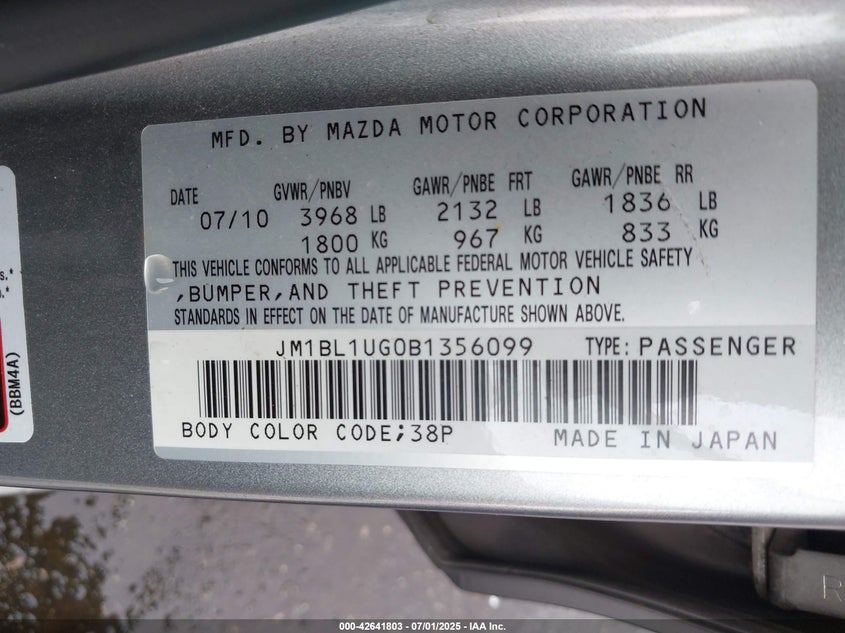 MFD. BY MAZDA MOTOR CORPORATION
DATE GVWR/PNBV GAWR/PNBE FRT GAWR/PNBE RR
07/10 3968 LB 2132 LB 1836 LB
1800 KG 967 KG 833 KG
THIS VEHICLE CONFORMS TO ALL APPLICABLE FEDERAL MOTOR VEHICLE SAFETY
,BUMPER,AND THEFT PREVENTION
STANDARDS IN EFFECT ON THE DATE OF MANUFACTURE SHOWN ABOVE.
JM1BL1UG0B1356099 TYPE: PASSENGER
BODY COLOR CODE;38P MADE IN JAPAN
(BBM4A)
000-42641803 / 07/01/2025 - IAA Inc.